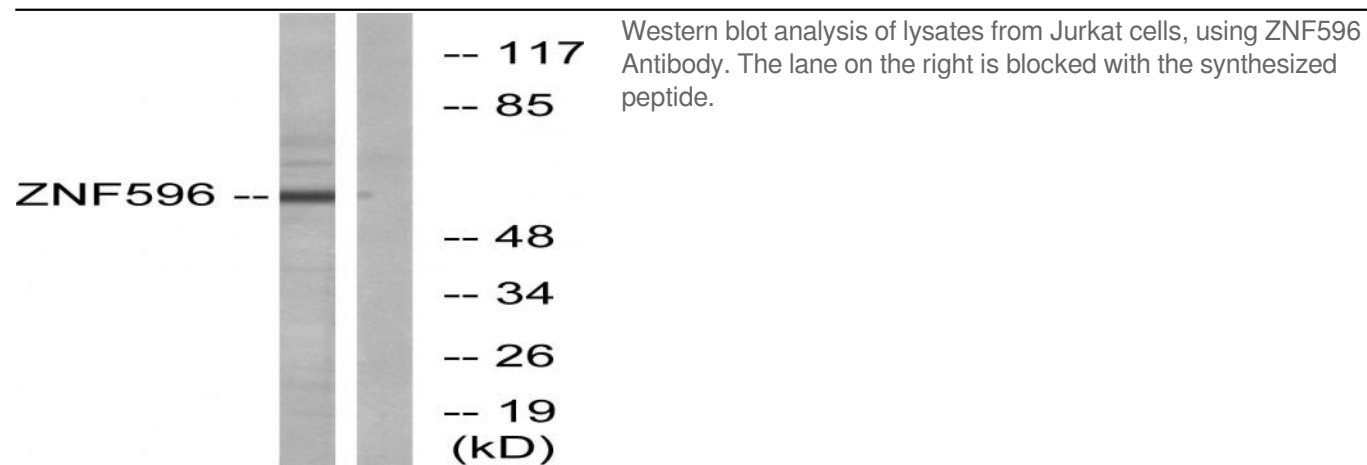 Western blot analysis of lysates from Jurkat cells, using ZNF596
Antibody. The lane on the right is blocked with the synthesized
peptide.
-- 117
-- 85
ZNF596 --
-- 48
-- 34
-- 26
-- 19
(kD)